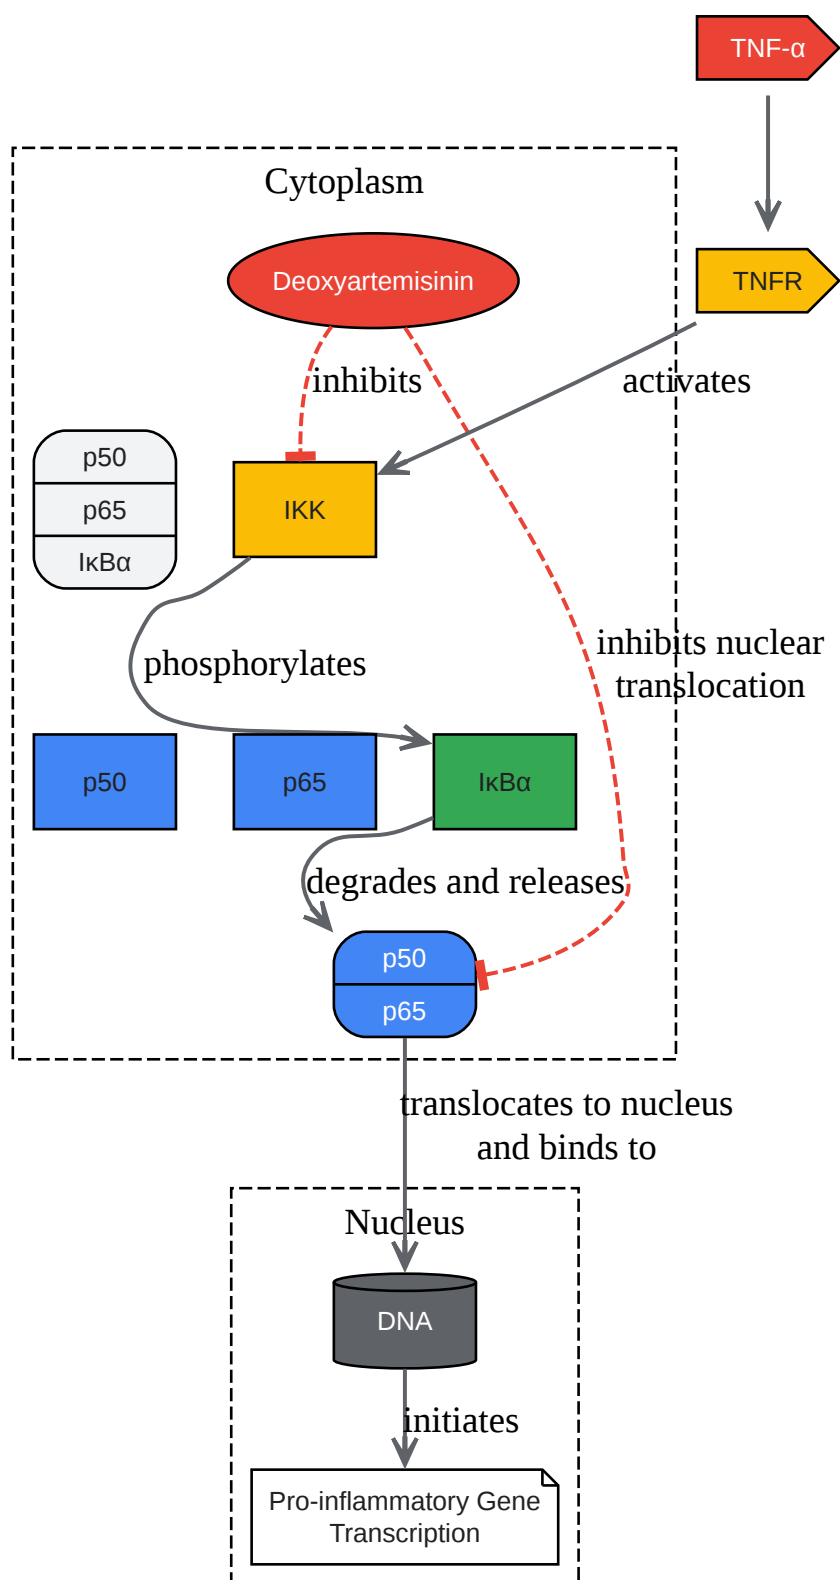 TNF-α
Cytoplasm
Deoxyartemisinin
TNFR
inhibits
activates
p50
p65
IκBα
IKK
inhibits nuclear
translocation
phosphorylates
p50
p65
IκBα
degrades and releases
p50
p65
translocates to nucleus
and binds to
Nucleus
DNA
initiates
Pro-inflammatory Gene
Transcription